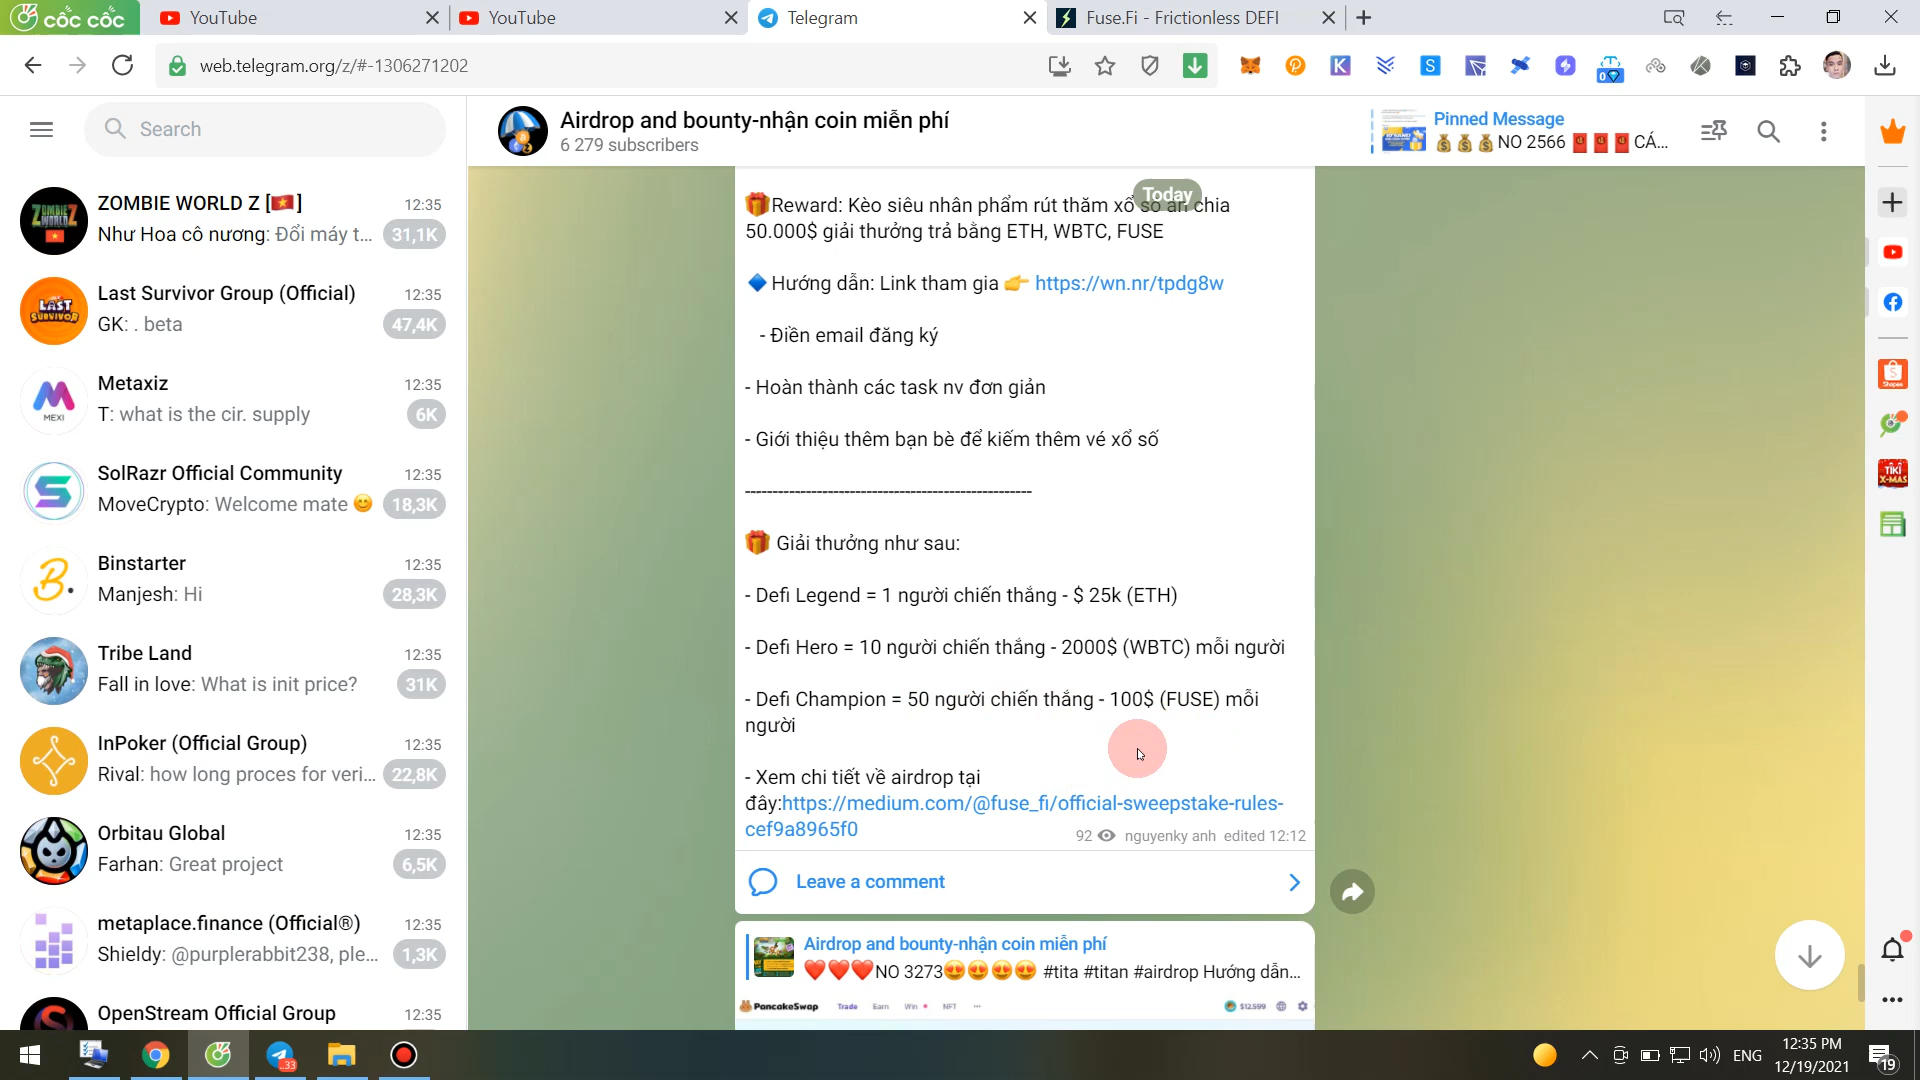 cốc cốc
YouTube
YouTube
Telegram
Fuse.Fi - Frictionless DEFI
web.telegram.org/z/#-1306271202
Search
Airdrop and bounty-nhận coin miễn phí
6 279 subscribers
Pinned Message
NO 2566 🧧🧧🧧 CÁ...
ZOMBIE WORLD Z [🇻🇳]
12:35
Như Hoa cô nương: Đổi máy t...
31,1K
Last Survivor Group (Official)
12:35
GK: . beta
47,4K
Metaxiz
12:35
T: what is the cir. supply
6K
SolRazr Official Community
12:35
MoveCrypto: Welcome mate 😊
18,3K
Binstarter
12:35
Manjesh: Hi
28,3K
Tribe Land
12:35
Fall in love: What is init price?
31K
InPoker (Official Group)
12:35
Rival: how long proces for veri...
22,8K
Orbitau Global
12:35
Farhan: Great project
6,5K
metaplace.finance (Official®)
12:35
Shieldy: @purplerabbit238, ple...
1,3K
OpenStream Official Group
12:35
Today
🎁Reward: Kèo siêu nhân phẩm rút thăm xổ số ăn chia
50.000$ giải thưởng trả bằng ETH, WBTC, FUSE
🔷 Hướng dẫn: Link tham gia 👉 https://wn.nr/tpdg8w
- Điền email đăng ký
- Hoàn thành các task nv đơn giản
- Giới thiệu thêm bạn bè để kiếm thêm vé xổ số
----------------------------------------------------
🎁 Giải thưởng như sau:
- Defi Legend = 1 người chiến thắng - $ 25k (ETH)
- Defi Hero = 10 người chiến thắng - 2000$ (WBTC) mỗi người
- Defi Champion = 50 người chiến thắng - 100$ (FUSE) mỗi
người
- Xem chi tiết về airdrop tại
đây:https://medium.com/@fuse_fi/official-sweepstake-rules-
cef9a8965f0
92 nguyenky anh edited 12:12
Leave a comment
Airdrop and bounty-nhận coin miễn phí
❤️❤️❤️NO 3273😍😍😍😍 #tita #titan #airdrop Hướng dẫn...
PancakeSwap Trade Earn Win NFT ... $12.599
ENG
12:35 PM
12/19/2021
19